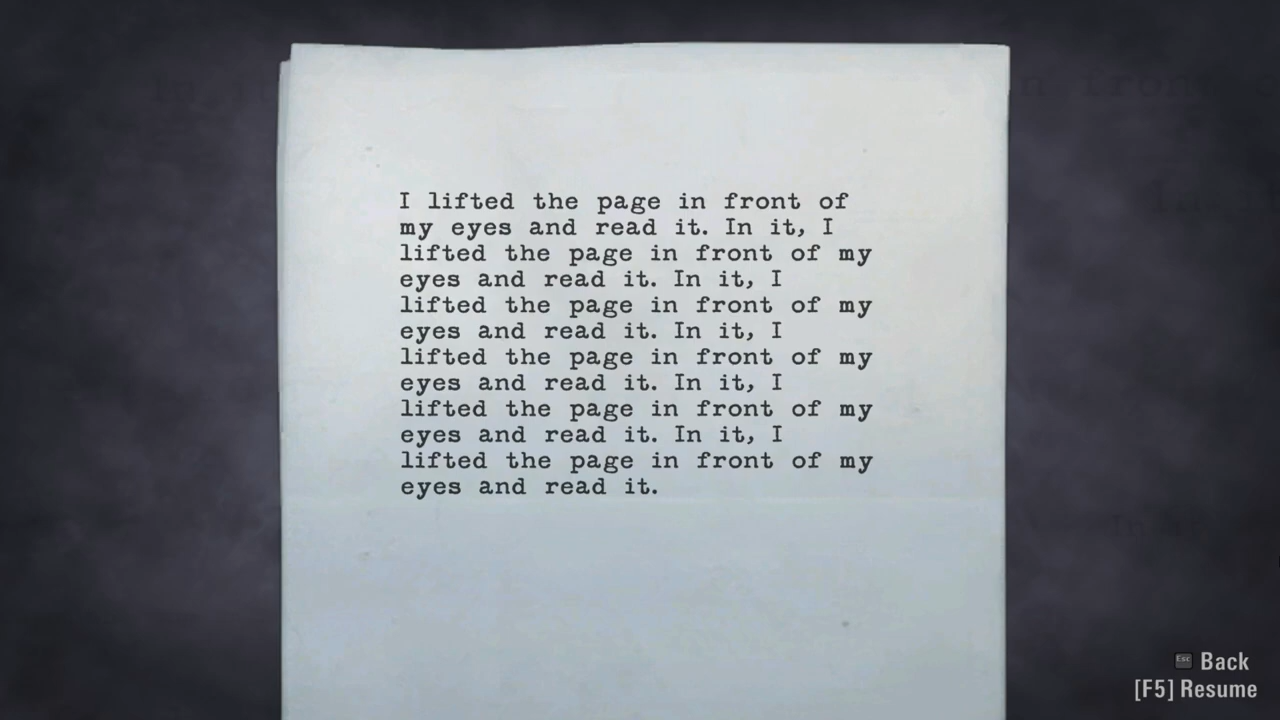 I lifted the page in front of
my eyes and read it. In it, I
lifted the page in front of my
eyes and read it. In it, I
lifted the page in front of my
eyes and read it. In it, I
lifted the page in front of my
eyes and read it. In it, I
lifted the page in front of my
eyes and read it. In it, I
lifted the page in front of my
eyes and read it.
Esc Back
[F5] Resume